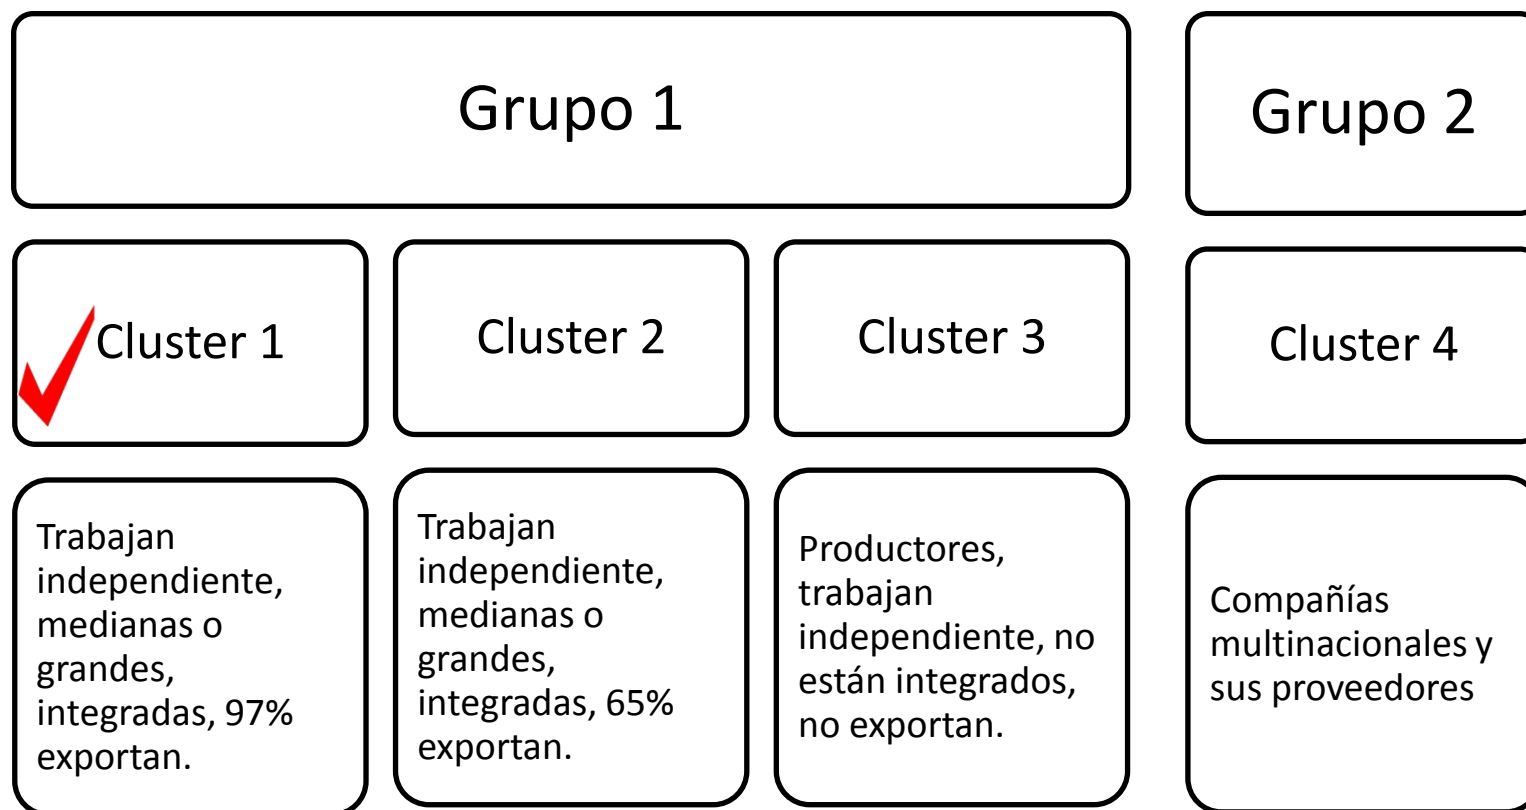 Grupo 1
Grupo 2
Cluster 1
Cluster 2
Cluster 3
Cluster 4
Trabajan
independiente,
medianas o
grandes,
integradas, 97%
exportan.
Trabajan
independiente,
medianas o
grandes,
integradas, 65%
exportan.
Productores,
trabajan
independiente, no
están integrados,
no exportan.
Compañías
multinacionales y
sus proveedores